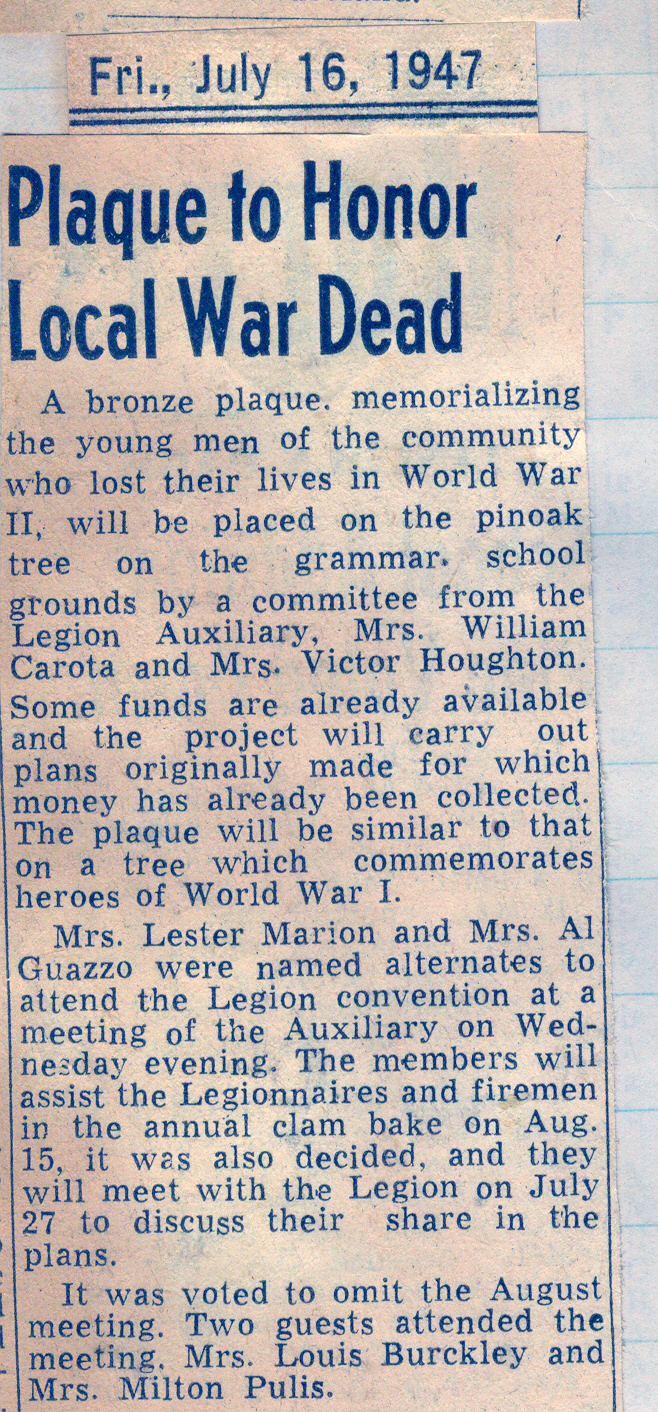 Fri., July 16, 1947
Plaque to Honor
Local War Dead
A bronze plaque. memorializing
the young men of the community
who lost their lives in World War
II, will be placed on the pinoak
tree on the grammar. school
grounds by a committee from the
Legion Auxiliary, Mrs. William
Carota and Mrs. Victor Houghton.
Some funds are already available
and the project will carry out
plans originally made for which
money has already been collected.
The plaque will be similar to that
on a tree which commemorates
heroes of World War I.
Mrs. Lester Marion and Mrs. Al
Guazzo were named alternates to
attend the Legion convention at a
meeting of the Auxiliary on Wed-
nesday evening. The members will
assist the Legionnaires and firemen
in the annual clam bake on Aug.
15, it was also decided, and they
will meet with the Legion on July
27 to discuss their share in the
plans.
It was voted to omit the August
meeting. Two guests attended the
meeting. Mrs. Louis Burckley and
Mrs. Milton Pulis.